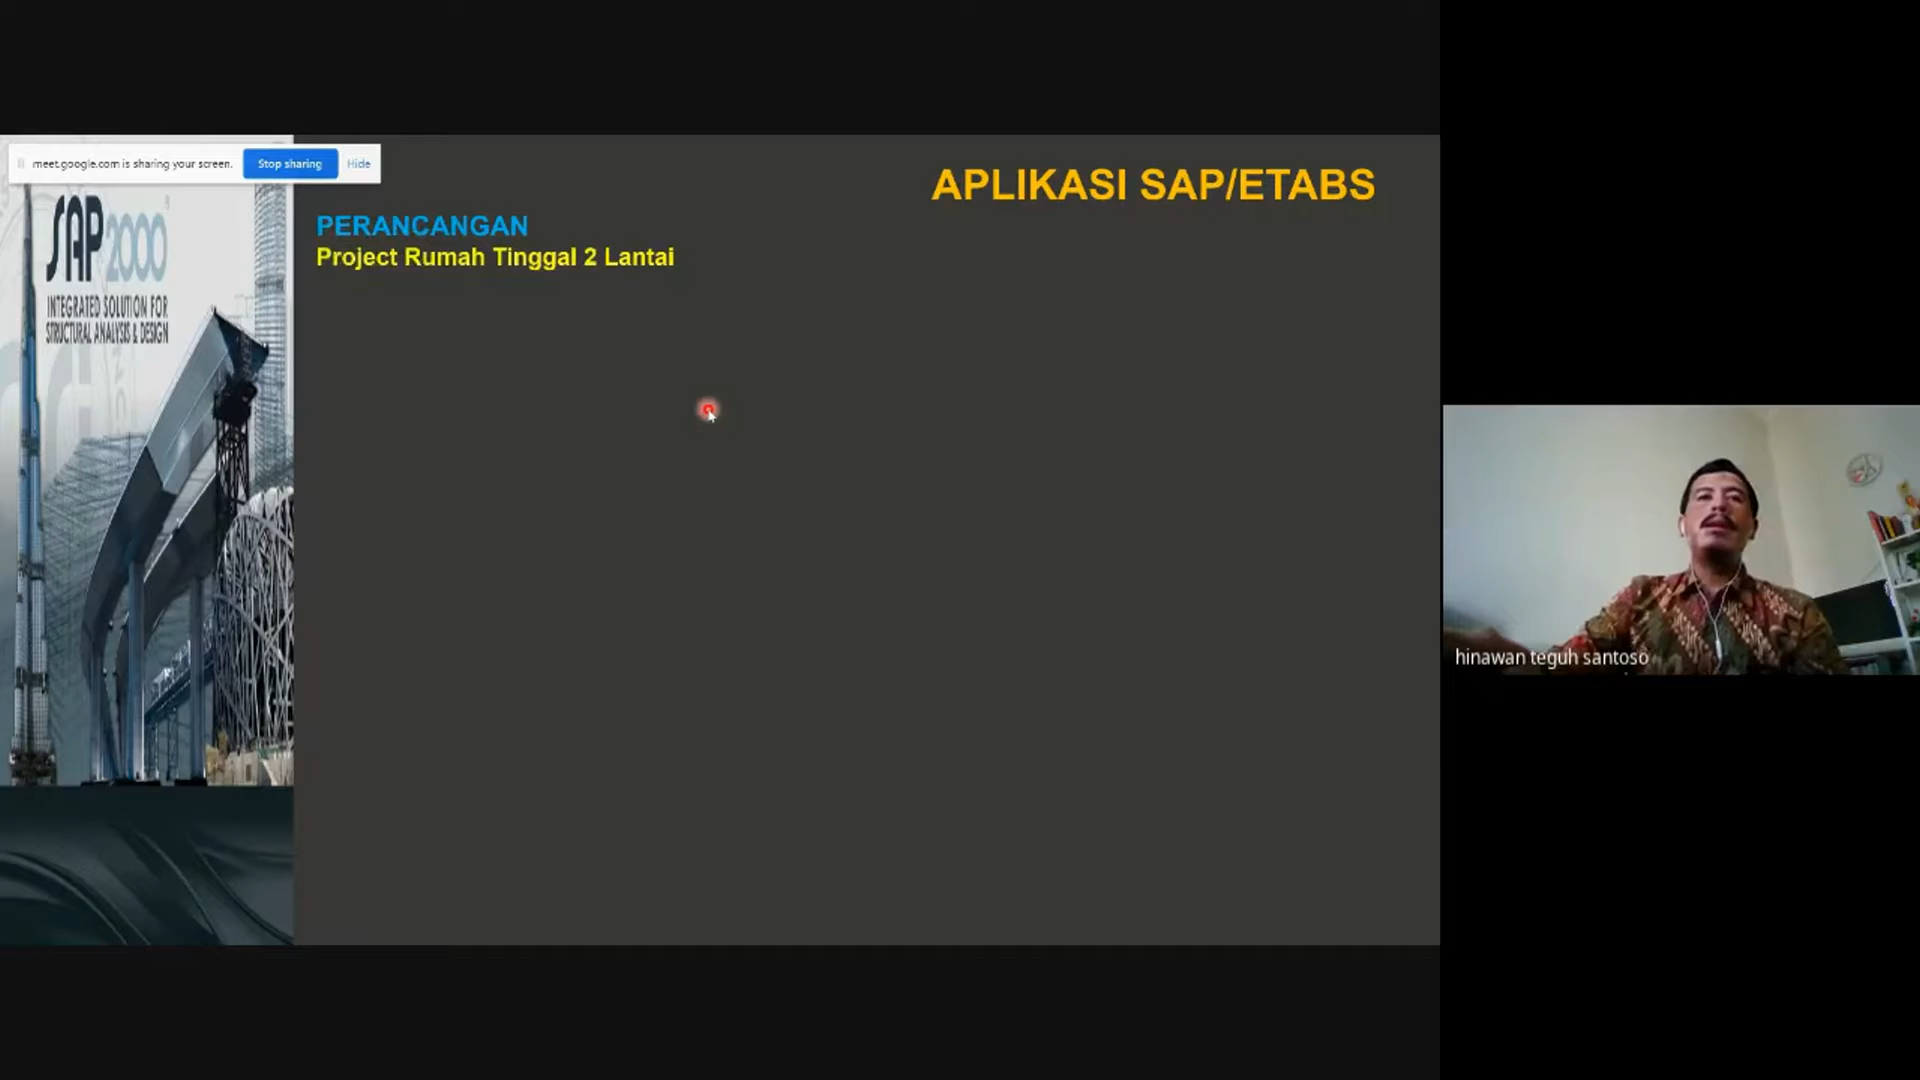 meet.google.com is sharing your screen.
Stop sharing
Hide
SAP2000
INTEGRATED SOLUTION FOR
STRUCTURAL ANALYSIS & DESIGN
APLIKASI SAP/ETABS
PERANCANGAN
Project Rumah Tinggal 2 Lantai
hinawan teguh santoso